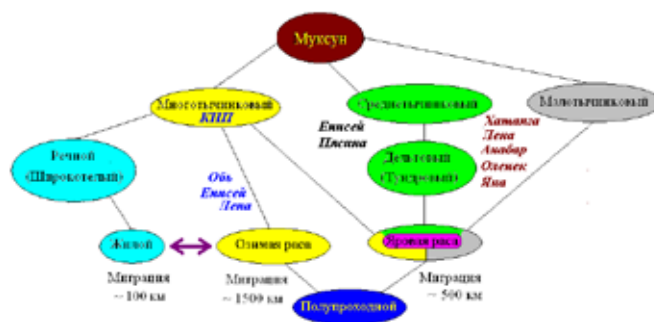 Муксун
Многотычинковый
КПП
Среднетычинковый
Малотычинковый
Енисей
Пясина
Хатанга
Лена
Анабар
Оленек
Яна
Речной
(Широкотелый)
Дельтовый
(Тундровый)
Обь
Енисей
Лена
Жилой
Озимая раса
Яровая раса
Миграция
~ 100 км
Миграция
~ 1500 км
Миграция
~ 500 км
Полупроходной